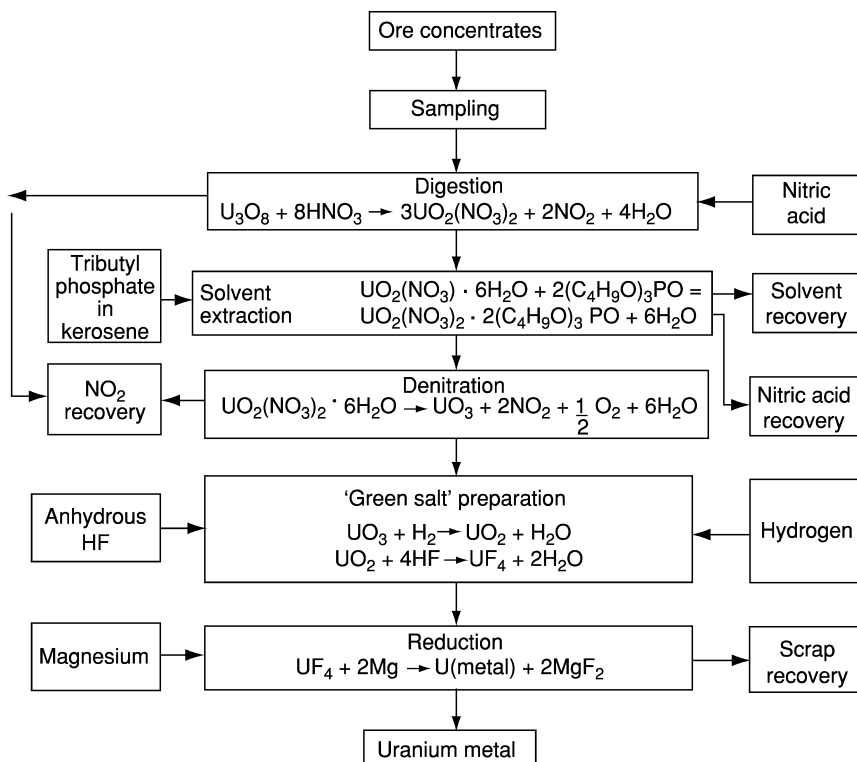 Ore concentrates
Sampling
Digestion
U₃O₈ + 8HNO₃ → 3UO₂(NO₃)₂ + 2NO₂ + 4H₂O
Nitric
acid
Tributyl
phosphate
in
kerosene
Solvent
extraction
UO₂(NO₃) · 6H₂O + 2(C₄H₉O)₃PO =
UO₂(NO₃)₂ · 2(C₄H₉O)₃ PO + 6H₂O
Solvent
recovery
NO₂
recovery
Denitration
UO₂(NO₃)₂ · 6H₂O → UO₃ + 2NO₂ + 1/2 O₂ + 6H₂O
Nitric acid
recovery
Anhydrous
HF
'Green salt' preparation
UO₃ + H₂ → UO₂ + H₂O
UO₂ + 4HF → UF₄ + 2H₂O
Hydrogen
Magnesium
Reduction
UF₄ + 2Mg → U(metal) + 2MgF₂
Scrap
recovery
Uranium metal